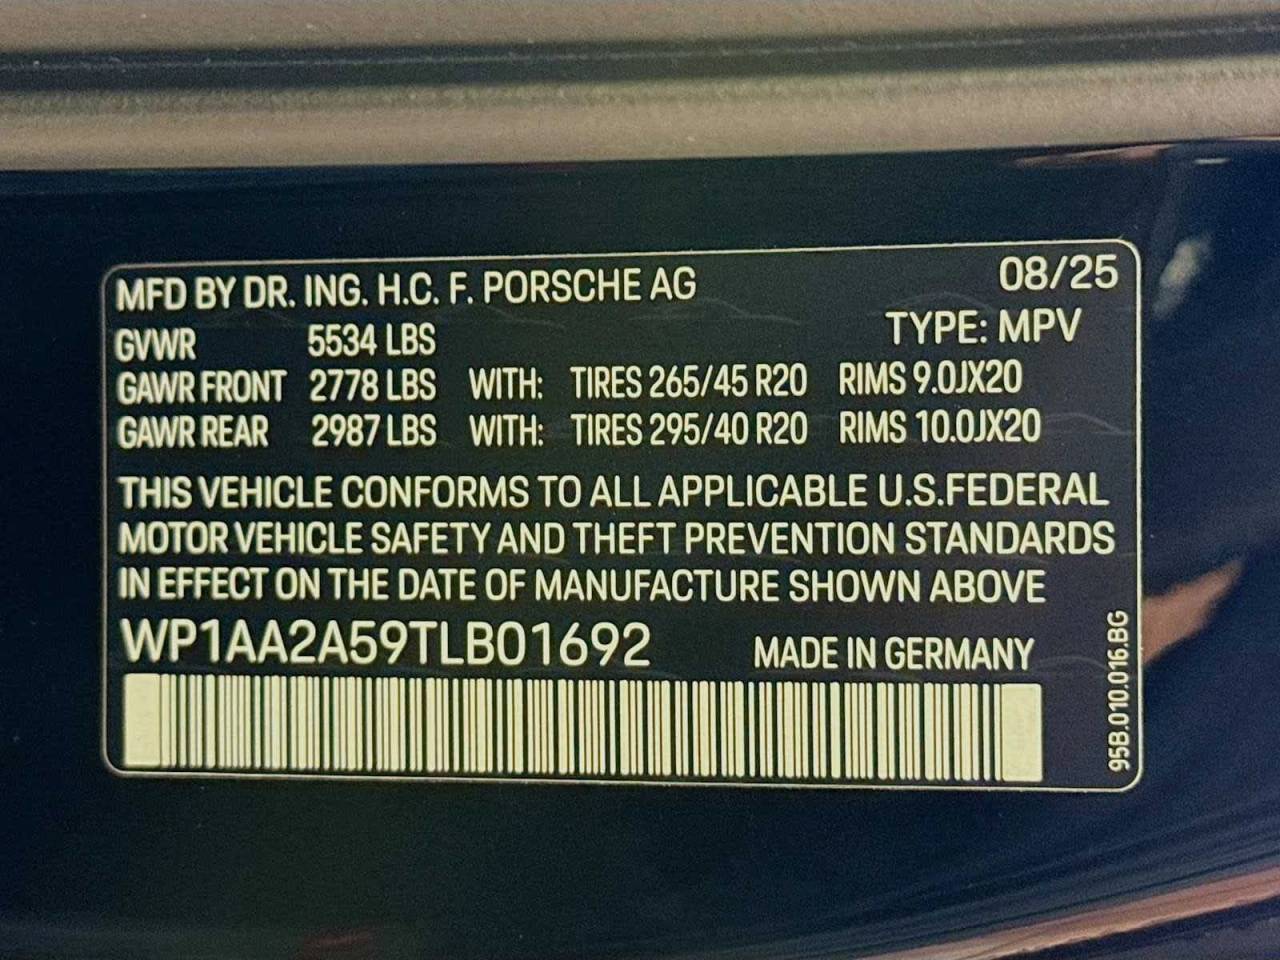 MFD BY DR. ING. H.C. F. PORSCHE AG 08/25
GVWR 5534 LBS TYPE: MPV
GAWR FRONT 2778 LBS WITH: TIRES 265/45 R20 RIMS 9.0JX20
GAWR REAR 2987 LBS WITH: TIRES 295/40 R20 RIMS 10.0JX20
THIS VEHICLE CONFORMS TO ALL APPLICABLE U.S.FEDERAL
MOTOR VEHICLE SAFETY AND THEFT PREVENTION STANDARDS
IN EFFECT ON THE DATE OF MANUFACTURE SHOWN ABOVE
WP1AA2A59TLB01692 MADE IN GERMANY
95B.010.016.BG